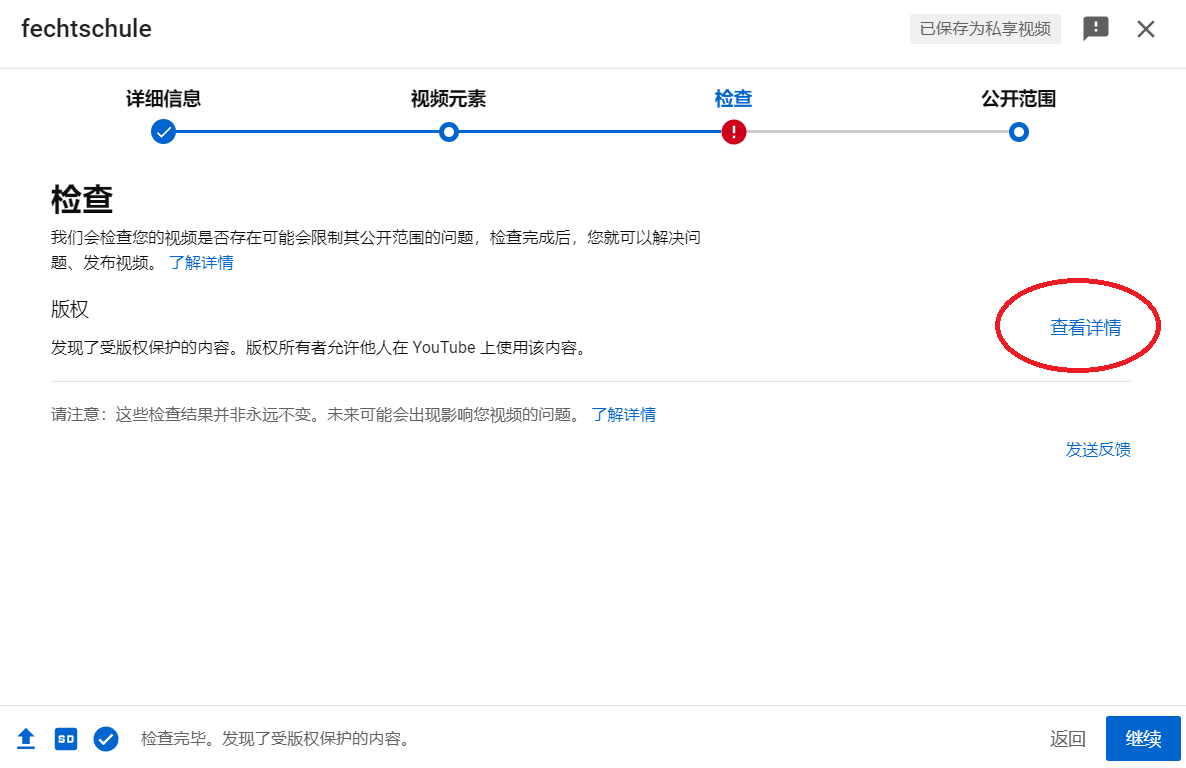 fechtschule
已保存为私享视频
详细信息
视频元素
检查
公开范围
检查
我们会检查您的视频是否存在可能会限制其公开范围的问题，检查完成后，您就可以解决问
题、发布视频。 了解详情
版权
查看详情
发现了受版权保护的内容。版权所有者允许他人在 YouTube 上使用该内容。
请注意：这些检查结果并非永远不变。未来可能会出现影响您视频的问题。 了解详情
发送反馈
SD
检查完毕。发现了受版权保护的内容。
返回
继续